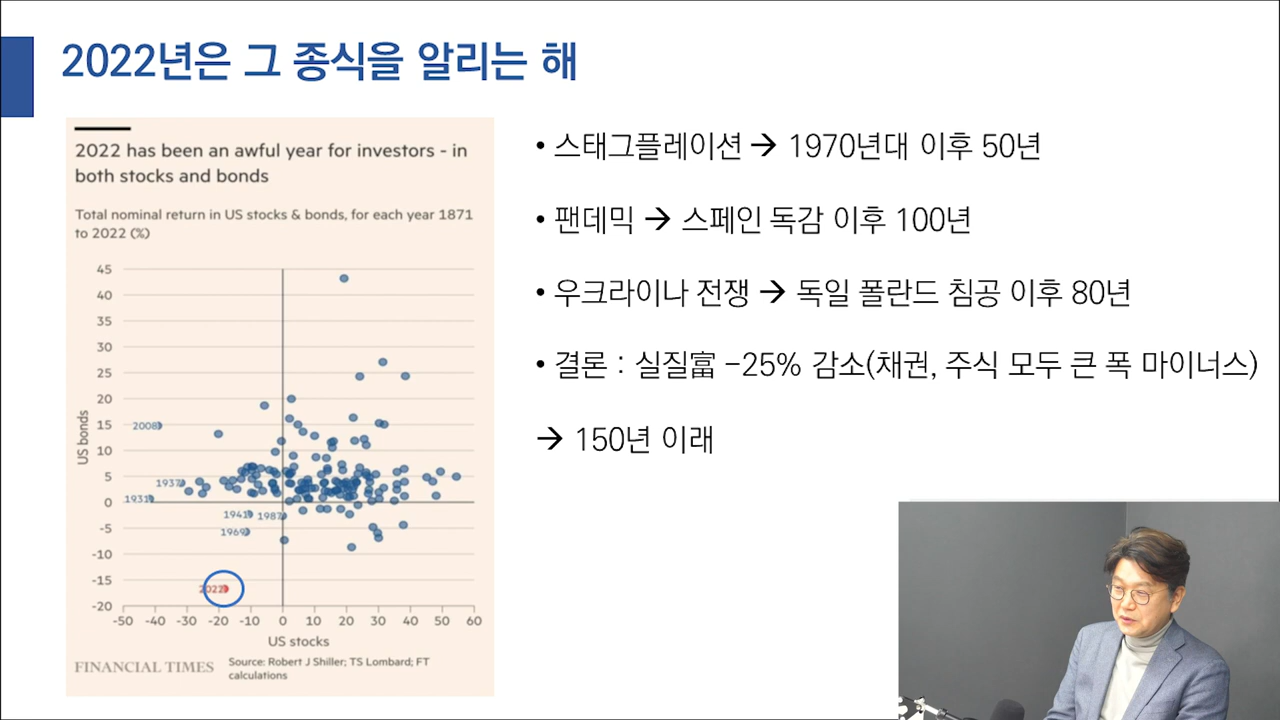 2022년은 그 종식을 알리는 해
2022 has been an awful year for investors - in
both stocks and bonds
Total nominal return in US stocks & bonds, for each year 1871
to 2022 (%)
45
40
35
30
25
20
15
10
5
0
-5
-10
-15
-20
US bonds
2008
1937
1931
1941
1987
1969
2022
-50 -40 -30 -20 -10 0 10 20 30 40 50 60
US stocks
FINANCIAL TIMES
Source: Robert J Shiller; TS Lombard; FT
calculations
• 스태그플레이션 → 1970년대 이후 50년
• 팬데믹 → 스페인 독감 이후 100년
• 우크라이나 전쟁 → 독일 폴란드 침공 이후 80년
• 결론 : 실질富 -25% 감소(채권, 주식 모두 큰 폭 마이너스)
→ 150년 이래